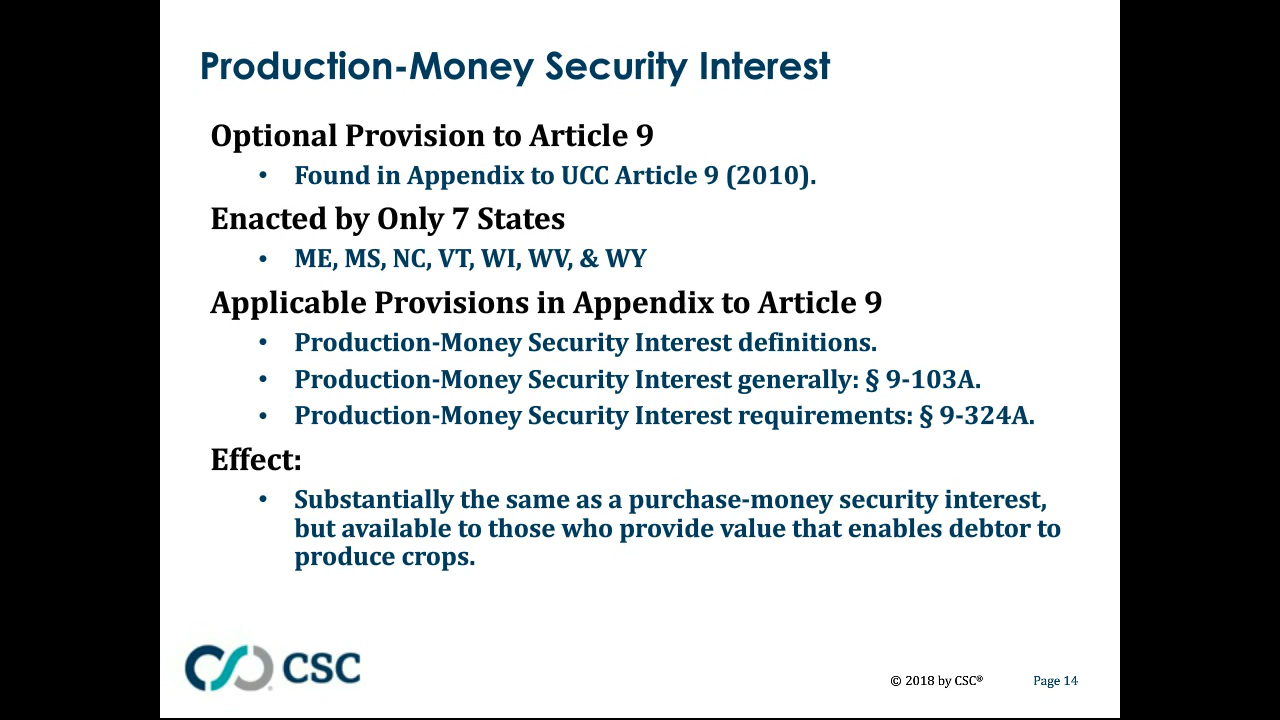 Production-Money Security Interest
Optional Provision to Article 9
• Found in Appendix to UCC Article 9 (2010).
Enacted by Only 7 States
• ME, MS, NC, VT, WI, WV, & WY
Applicable Provisions in Appendix to Article 9
• Production-Money Security Interest definitions.
• Production-Money Security Interest generally: § 9-103A.
• Production-Money Security Interest requirements: § 9-324A.
Effect:
• Substantially the same as a purchase-money security interest,
but available to those who provide value that enables debtor to
produce crops.
CSC
© 2018 by CSC®
Page 14